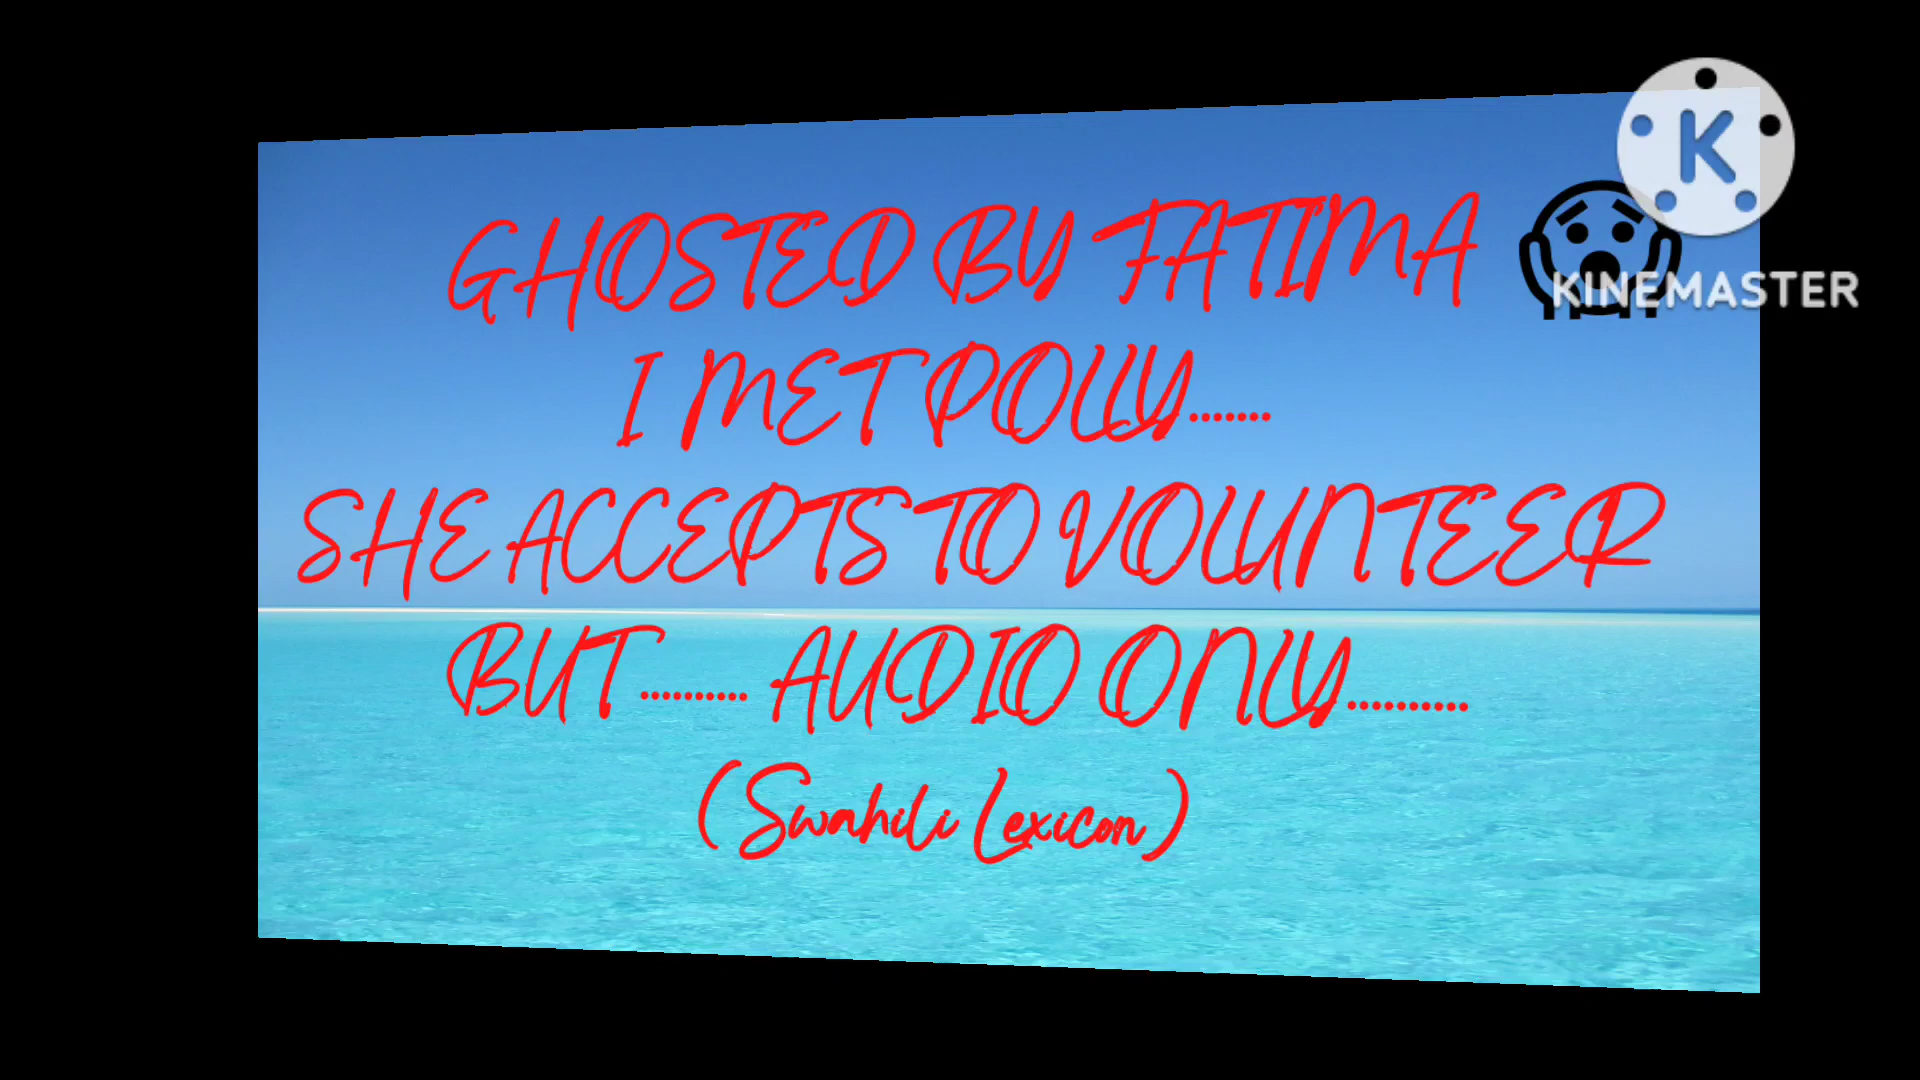 GHOSTED BY FATIMA
I MET POLLY.......
SHE ACCEPTS TO VOLUNTEER
BUT.......... AUDIO ONLY..........
(Swahili Lexicon)
K
KINEMASTER